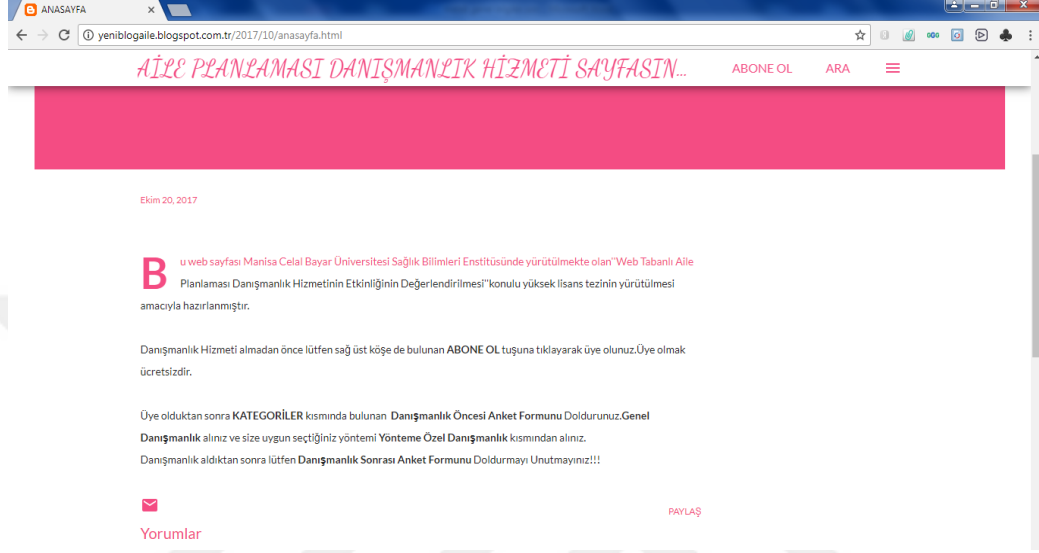 ANASAYFA
yeniblogaile.blogspot.com.tr/2017/10/anasayfa.html
AİLE PLANLAMASI DANIŞMANLIK HİZMETİ SAYFASIN...
ABONE OL
ARA
Ekim 20, 2017
Bu web sayfası Manisa Celal Bayar Üniversitesi Sağlık Bilimleri Enstitüsünde yürütülmekte olan''Web Tabanlı Aile
Planlaması Danışmanlık Hizmetinin Etkinliğinin Değerlendirilmesi''konulu yüksek lisans tezinin yürütülmesi
amacıyla hazırlanmıştır.
Danışmanlık Hizmeti almadan önce lütfen sağ üst köşe de bulunan ABONE OL tuşuna tıklayarak üye olunuz.Üye olmak
ücretsizdir.
Üye olduktan sonra KATEGORİLER kısmında bulunan Danışmanlık Öncesi Anket Formunu Doldurunuz.Genel
Danışmanlık alınız ve size uygun seçtiğiniz yöntemi Yönteme Özel Danışmanlık kısmından alınız.
Danışmanlık aldıktan sonra lütfen Danışmanlık Sonrası Anket Formunu Doldurmayı Unutmayınız!!!
PAYLAŞ
Yorumlar